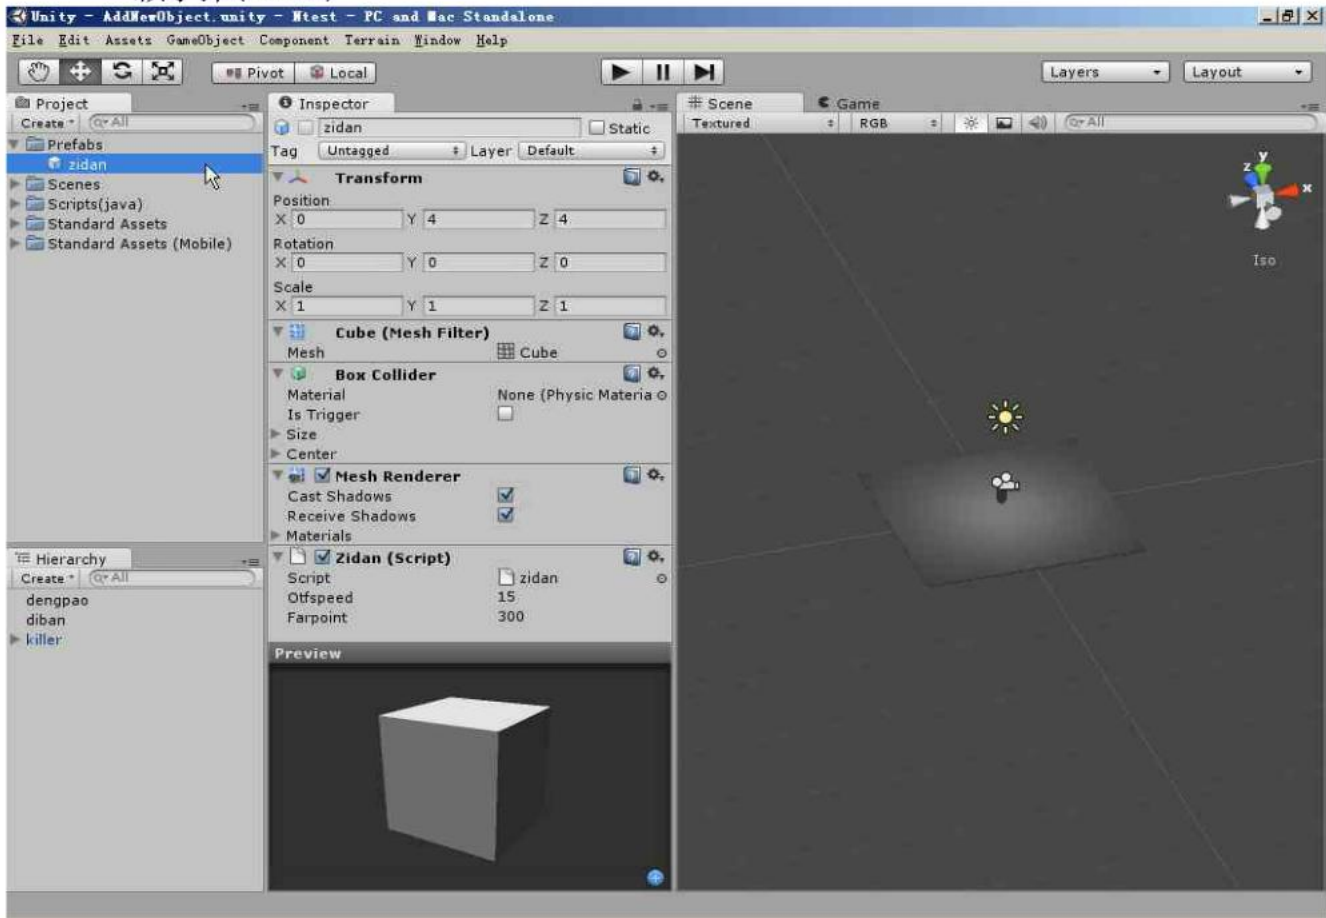 Unity - AddNewObject.unity - Ntest - PC and Mac Standalone
File Edit Assets GameObject Component Terrain Window Help
Pivot Local Layers Layout
Project
Create All
Prefabs
zidan
Scenes
Scripts(java)
Standard Assets
Standard Assets (Mobile)
Hierarchy
Create All
dengpao
diban
killer
Inspector
zidan Static
Tag Untagged Layer Default
Transform
Position
X 0 Y 4 Z 4
Rotation
X 0 Y 0 Z 0
Scale
X 1 Y 1 Z 1
Cube (Mesh Filter)
Mesh Cube
Box Collider
Material None (Physic Materia
Is Trigger
Size
Center
Mesh Renderer
Cast Shadows
Receive Shadows
Materials
Zidan (Script)
Script zidan
Otfspeed 15
Farpoint 300
Preview
Scene Game
Textured RGB All
y
z x
Iso